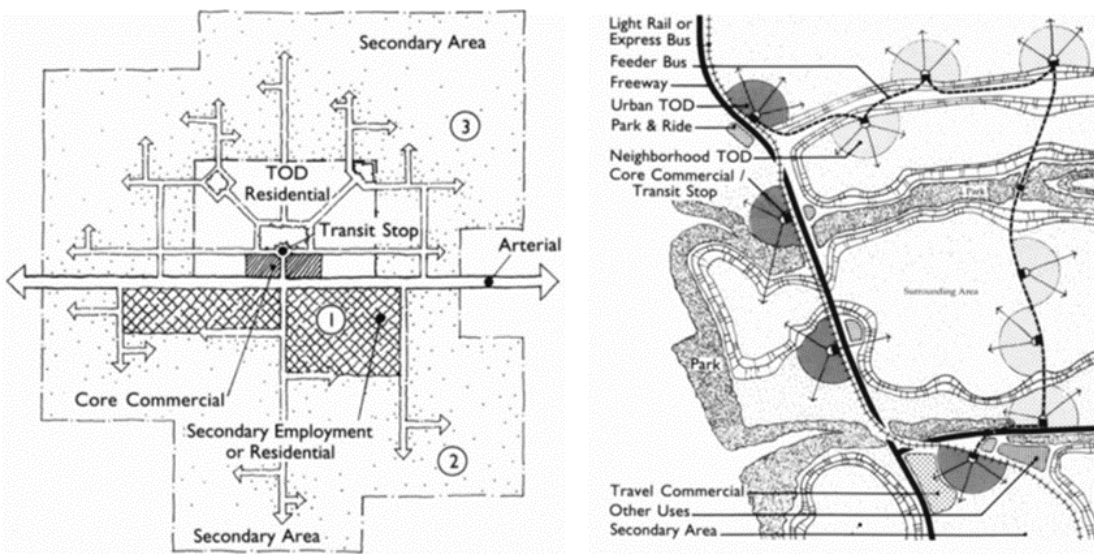 Secondary Area
3
TOD
Residential
Transit Stop
Arterial
1
Core Commercial
Secondary Employment
or Residential
2
Secondary Area
Light Rail or
Express Bus
Feeder Bus
Freeway
Urban TOD
Park & Ride
Neighborhood TOD
Core Commercial /
Transit Stop
Park
Surrounding Area
Park
Travel Commercial
Other Uses
Secondary Area